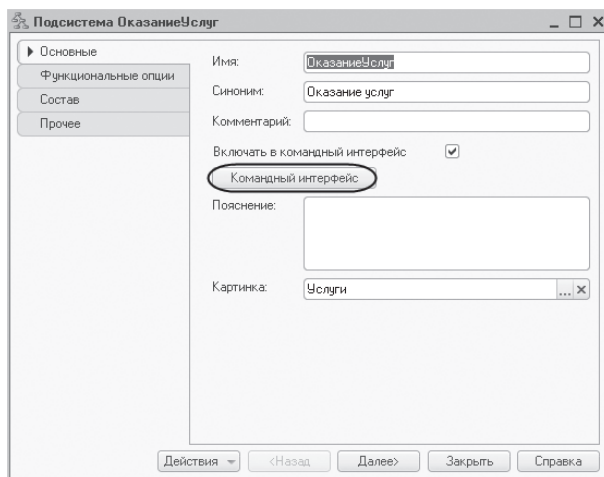 Подсистема ОказаниеУслуг
Основные
Функциональные опции
Состав
Прочее
Имя: ОказаниеУслуг
Синоним: Оказание услуг
Комментарий:
Включать в командный интерфейс
Командный интерфейс
Пояснение:
Картинка: Услуги ...
Действия <Назад Далее> Закрыть Справка